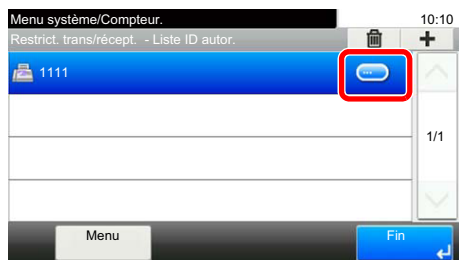 Menu système/Compteur.
10:10
Restrict. trans/récept. - Liste ID autor.
1111
1/1
Menu
Fin